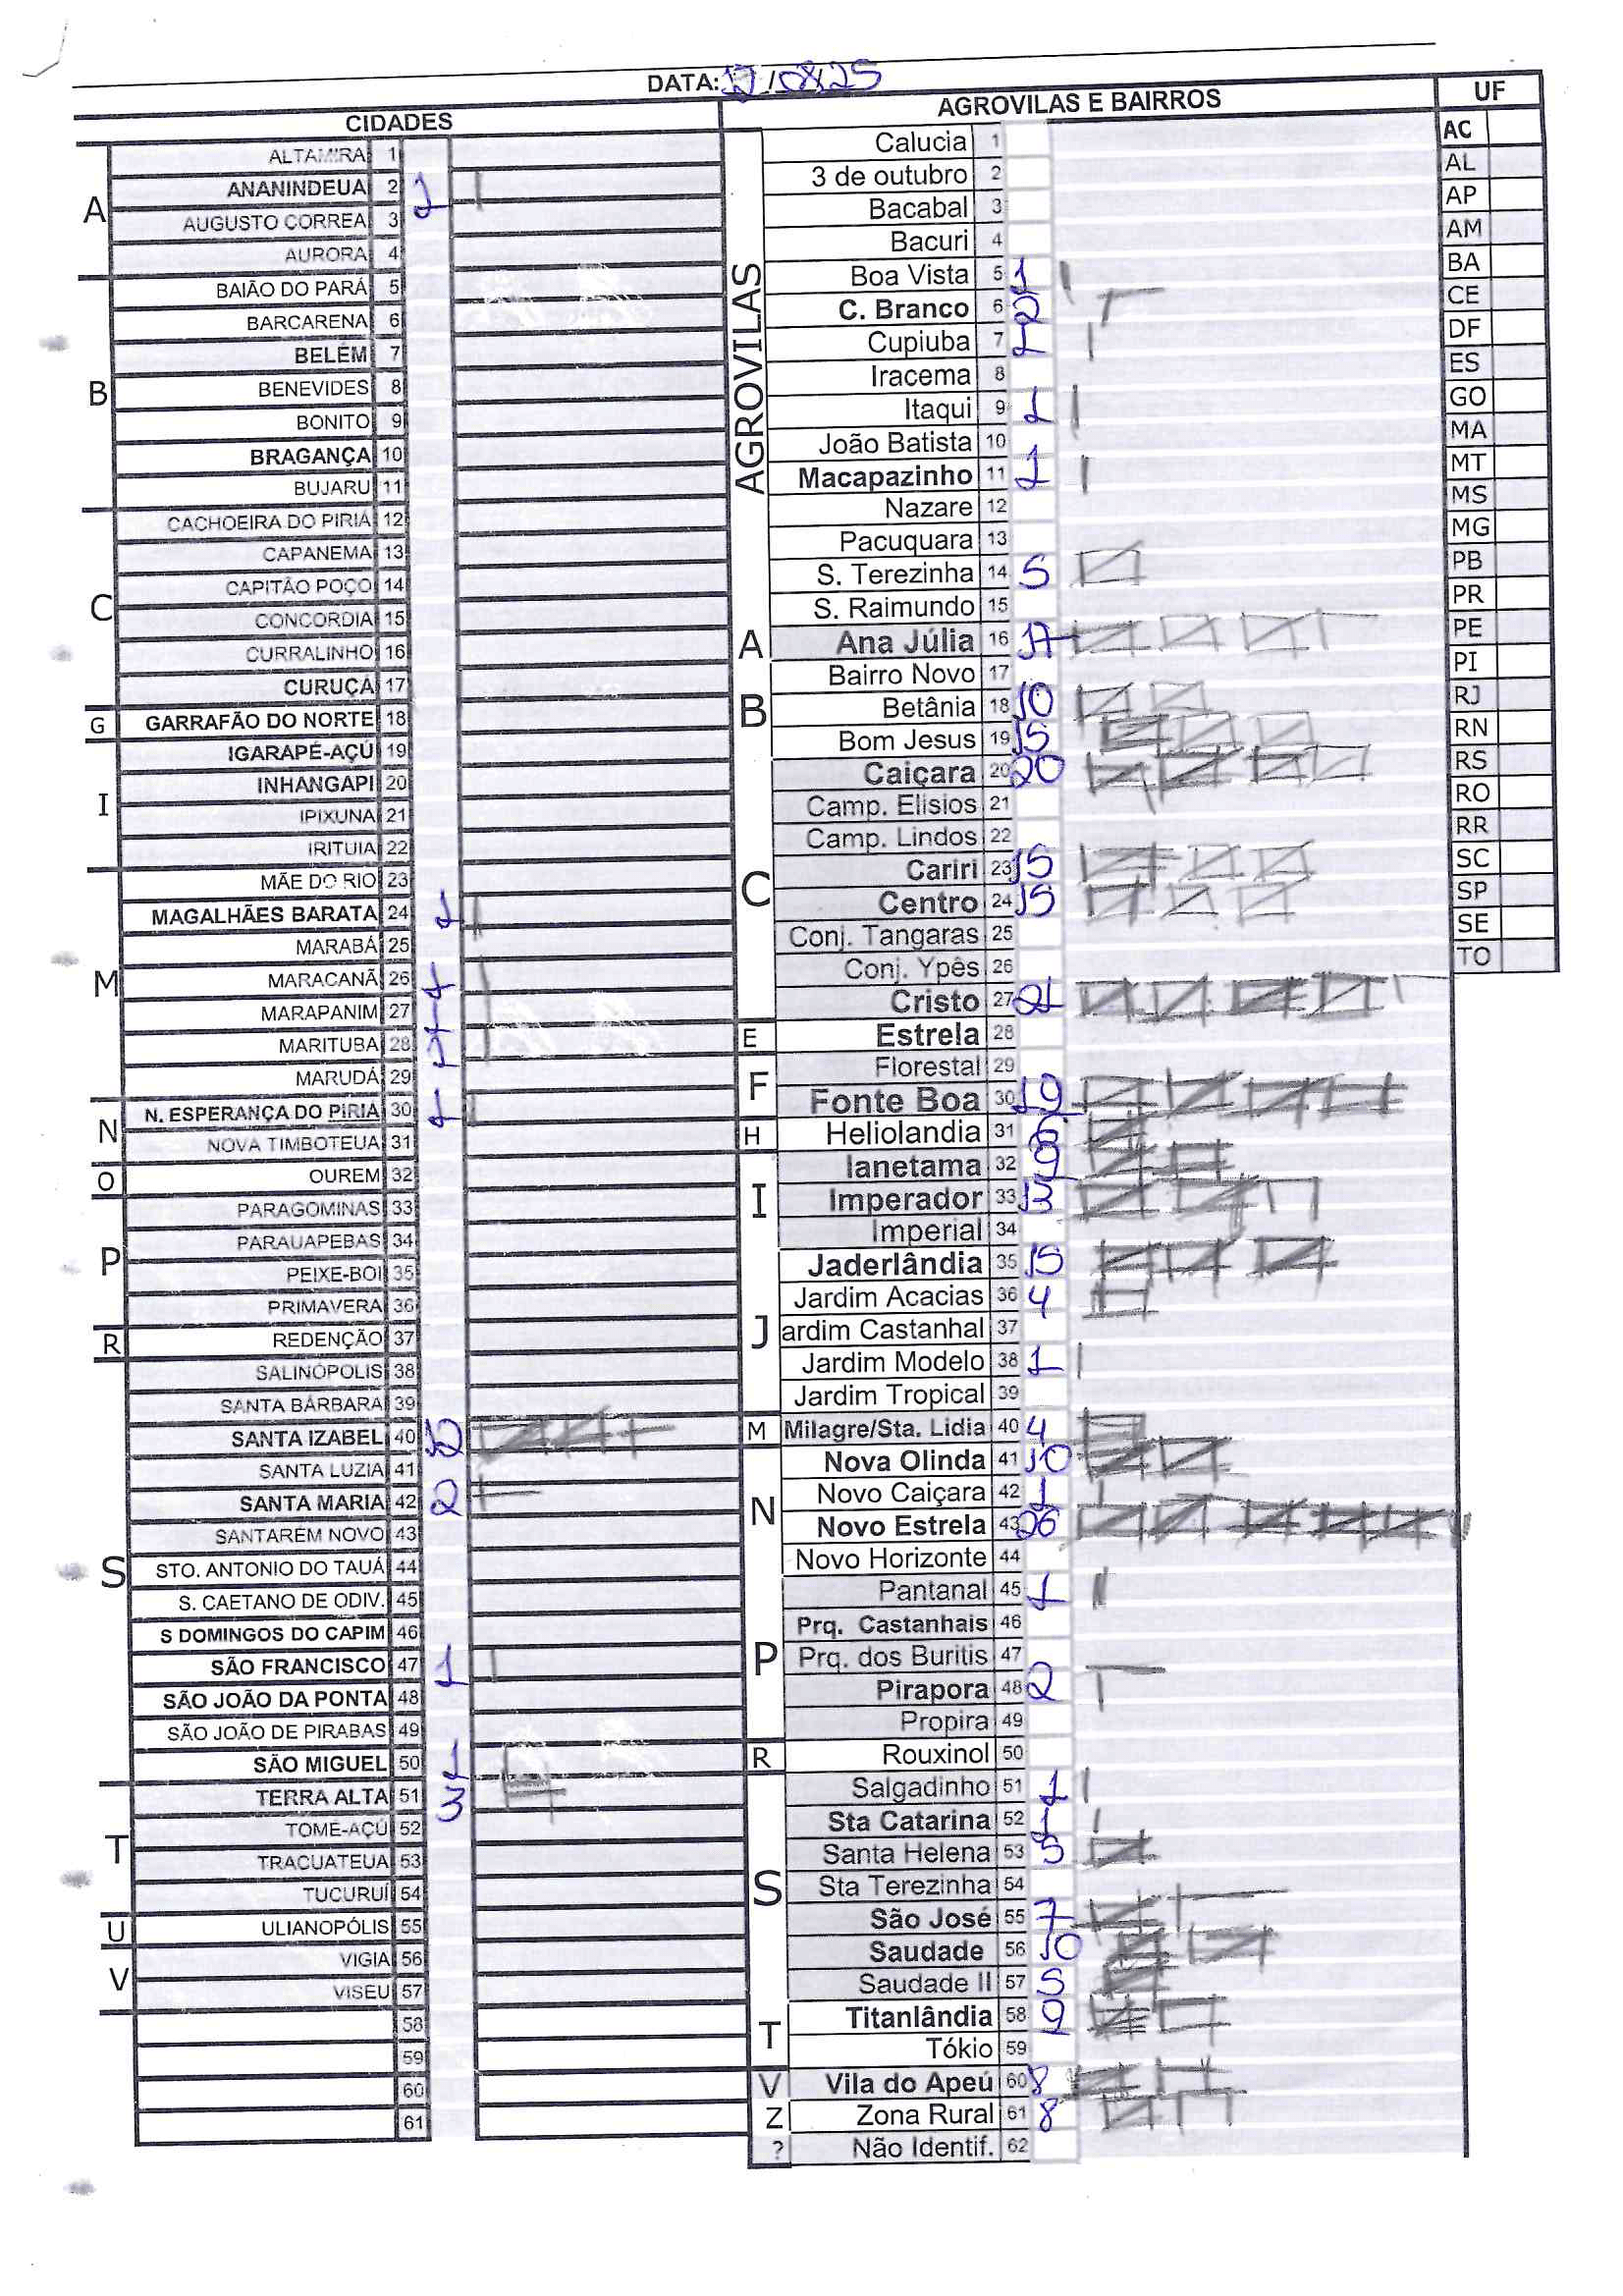 DATA: 12/08/25
CIDADES
A
ALTAMIRA 1
ANANINDEUA 2 1
AUGUSTO CORREA 3
AURORA 4
B
BAIÃO DO PARÁ 5
BARCARENA 6
BELÉM 7
BENEVIDES 8
BONITO 9
BRAGANÇA 10
BUJARU 11
C
CACHOEIRA DO PIRIÁ 12
CAPANEMA 13
CAPITÃO POÇO 14
CONCORDIA 15
CURRALINHO 16
CURUÇÁ 17
G
GARRAFÃO DO NORTE 18
I
IGARAPÉ-AÇÚ 19
INHANGAPI 20
IPIXUNA 21
IRITUIA 22
M
MÃE DO RIO 23
MAGALHÃES BARATA 24 1
MARABÁ 25
MARACANÃ 26 1
MARAPANIM 27 1
MARITUBA 28 1
MARUDÁ 29
N
N. ESPERANÇA DO PIRIÁ 30 1
NOVA TIMBOTEUA 31
O
OUREM 32
P
PARAGOMINAS 33
PARAUAPEBAS 34
PEIXE-BOI 35
PRIMAVERA 36
R
REDENÇÃO 37
S
SALINÓPOLIS 38
SANTA BÁRBARA 39
SANTA IZABEL 40 12
SANTA LUZIA 41
SANTA MARIA 42 2
SANTARÉM NOVO 43
STO. ANTONIO DO TAUÁ 44
S. CAETANO DE ODIV. 45
S DOMINGOS DO CAPIM 46
SÃO FRANCISCO 47 1
SÃO JOÃO DA PONTA 48
SÃO JOÃO DE PIRABAS 49
SÃO MIGUEL 50 1
T
TERRA ALTA 51 3
TOMÉ-AÇÚ 52
TRACUATEUA 53
TUCURUÍ 54
U
ULIANOPÓLIS 55
V
VIGIA 56
VISEU 57
58
59
60
61
AGROVILAS E BAIRROS
AGROVILAS
Calucia 1
3 de outubro 2
Bacabal 3
Bacuri 4
Boa Vista 5 1
C. Branco 6 2
Cupiuba 7 1
Iracema 8
Itaqui 9 1
João Batista 10
Macapazinho 11 1
Nazare 12
Pacuquara 13
S. Terezinha 14 5
S. Raimundo 15
A
Ana Júlia 16 17
B
Bairro Novo 17
Betânia 18 10
Bom Jesus 19 15
C
Caiçara 20 20
Camp. Elisios 21
Camp. Lindos 22
Cariri 23 15
Centro 24 15
Conj. Tangaras 25
Conj. Ypês 26
Cristo 27 21
E
Estrela 28
F
Florestal 29
Fonte Boa 30 19
H
Heliolandia 31 6
I
Ianetama 32 9
Imperador 33 13
Imperial 34
J
Jaderlândia 35 15
Jardim Acacias 36 4
ardim Castanhal 37
Jardim Modelo 38 1
Jardim Tropical 39
M
Milagre/Sta. Lidia 40 4
N
Nova Olinda 41 10
Novo Caiçara 42 1
Novo Estrela 43 26
Novo Horizonte 44
P
Pantanal 45 1
Prq. Castanhais 46
Prq. dos Buritis 47
Pirapora 48 2
Propira 49
R
Rouxinol 50
S
Salgadinho 51 1
Sta Catarina 52 1
Santa Helena 53 5
Sta Terezinha 54
São José 55 7
Saudade 56 10
Saudade II 57 5
T
Titanlândia 58 9
Tókio 59
V
Vila do Apeú 60 8
Z
Zona Rural 61 8
?
Não Identif. 62
UF
AC
AL
AP
AM
BA
CE
DF
ES
GO
MA
MT
MS
MG
PB
PR
PE
PI
RJ
RN
RS
RO
RR
SC
SP
SE
TO